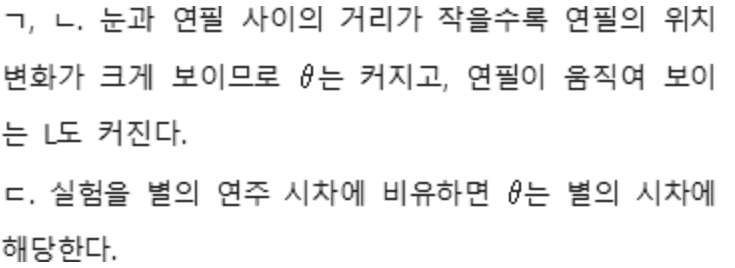 ㄱ, ㄴ. 눈과 연필 사이의 거리가 작을수록 연필의 위치
변화가 크게 보이므로 θ는 커지고, 연필이 움직여 보이
는 L도 커진다.
ㄷ. 실험을 별의 연주 시차에 비유하면 θ는 별의 시차에
해당한다.